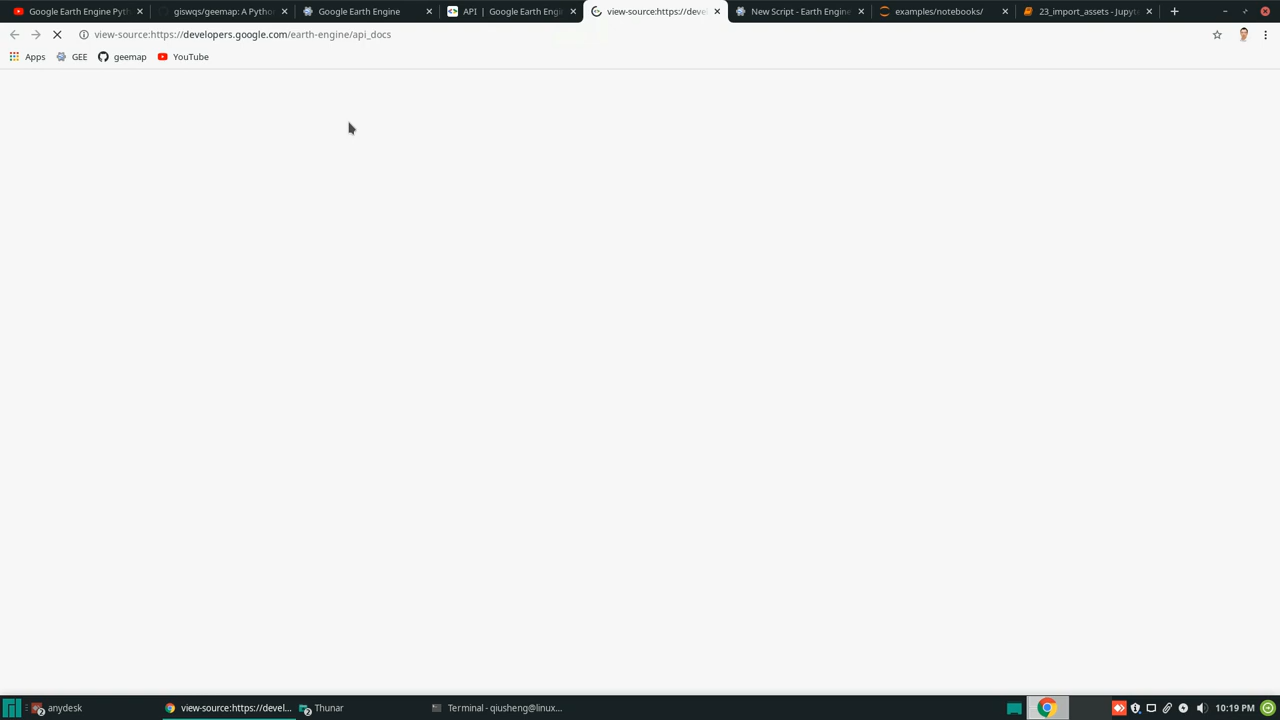 Google Earth Engine Pyth
giswqs/geemap: A Python
Google Earth Engine
API | Google Earth Engi
view-source:https://devel
New Script - Earth Engine
examples/notebooks/
23_import_assets - Jupyte
view-source:https://developers.google.com/earth-engine/api_docs
Apps
GEE
geemap
YouTube
anydesk
view-source:https://devel...
Thunar
Terminal - qiusheng@linux...
10:19 PM